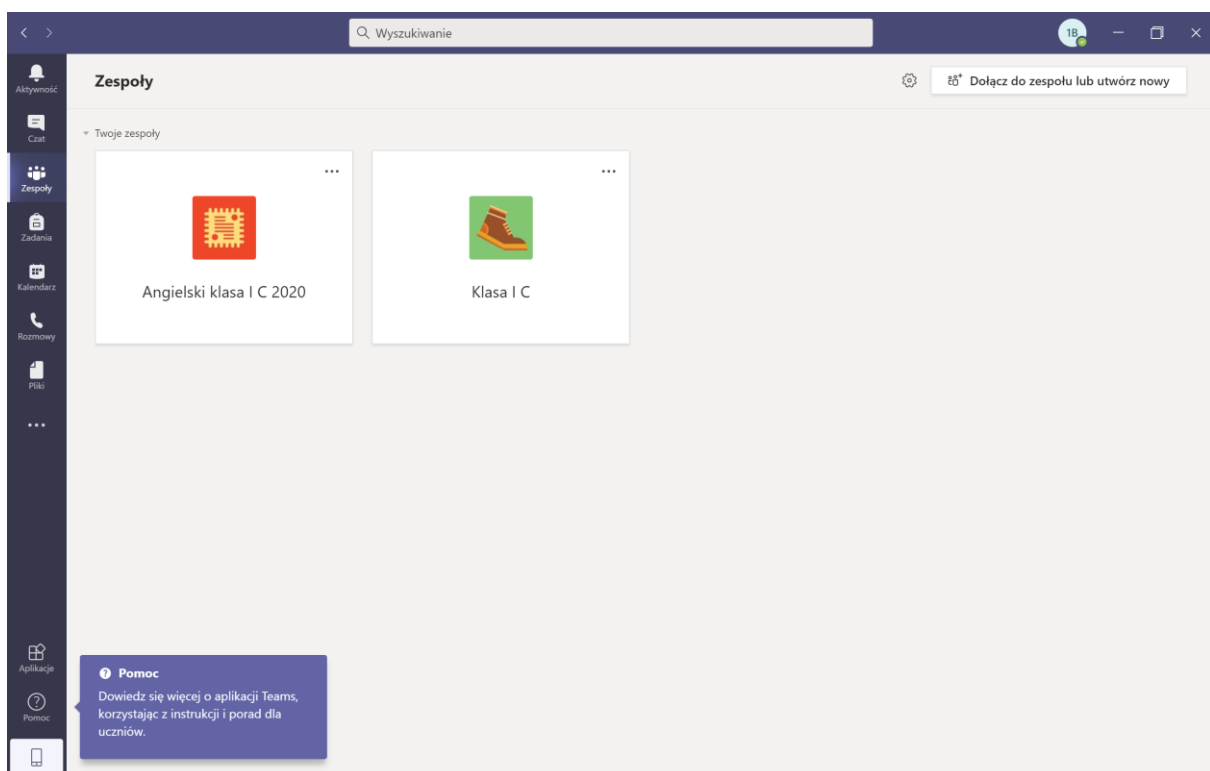 Wyszukiwanie
1B
Aktywność
Czat
Zespoły
Zadania
Kalendarz
Rozmowy
Pliki
Aplikacje
Pomoc
Zespoły
Dołącz do zespołu lub utwórz nowy
Twoje zespoły
Angielski klasa I C 2020
Klasa I C
Pomoc
Dowiedz się więcej o aplikacji Teams,
korzystając z instrukcji i porad dla
uczniów.